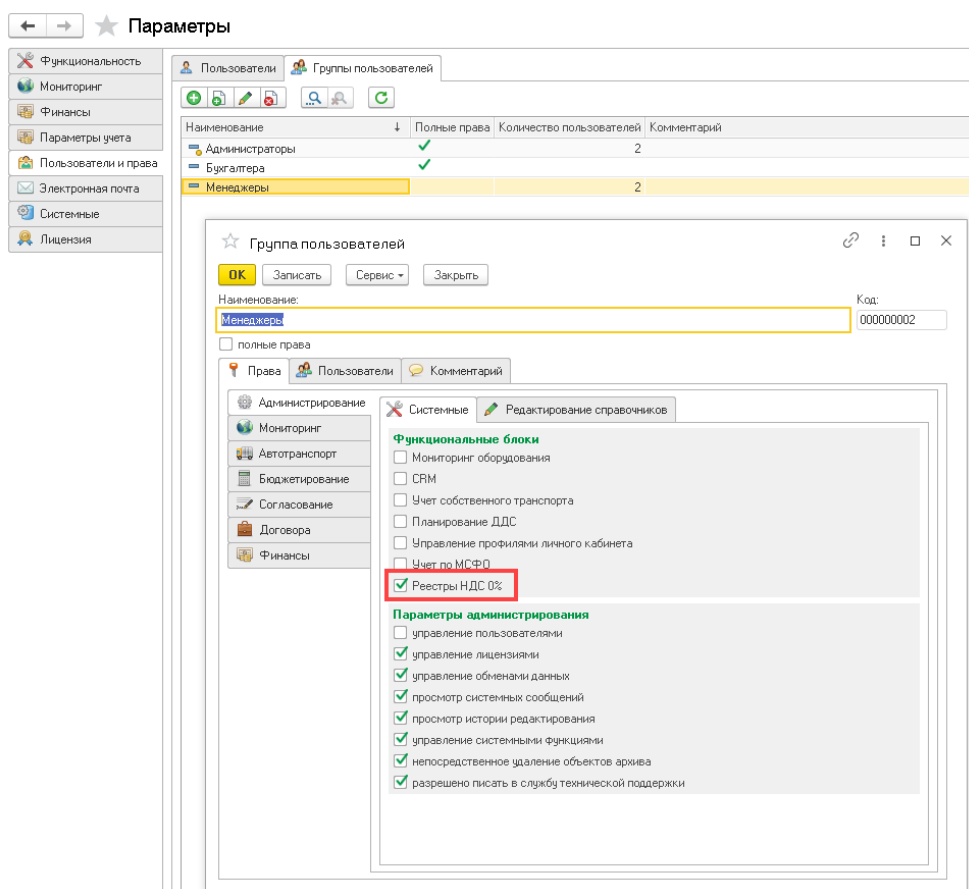 Параметры
Функциональность
Мониторинг
Финансы
Параметры учета
Пользователи и права
Электронная почта
Системные
Лицензия
Пользователи
Группы пользователей
Наименование ↓ Полные права Количество пользователей Комментарий
Администраторы 2
Бухгалтера
Менеджеры 2
Группа пользователей
ОК Записать Сервис Закрыть
Наименование: Код:
Менеджеры 000000002
полные права
Права Пользователи Комментарий
Администрирование
Мониторинг
Автотранспорт
Бюджетирование
Согласование
Договора
Финансы
Системные Редактирование справочников
Функциональные блоки
Мониторинг оборудования
CRM
Учет собственного транспорта
Планирование ДДС
Управление профилями личного кабинета
Учет по МСФО
Реестры НДС 0%
Параметры администрирования
управление пользователями
управление лицензиями
управление обменами данных
просмотр системных сообщений
просмотр истории редактирования
управление системными функциями
непосредственное удаление объектов архива
разрешено писать в службу технической поддержки